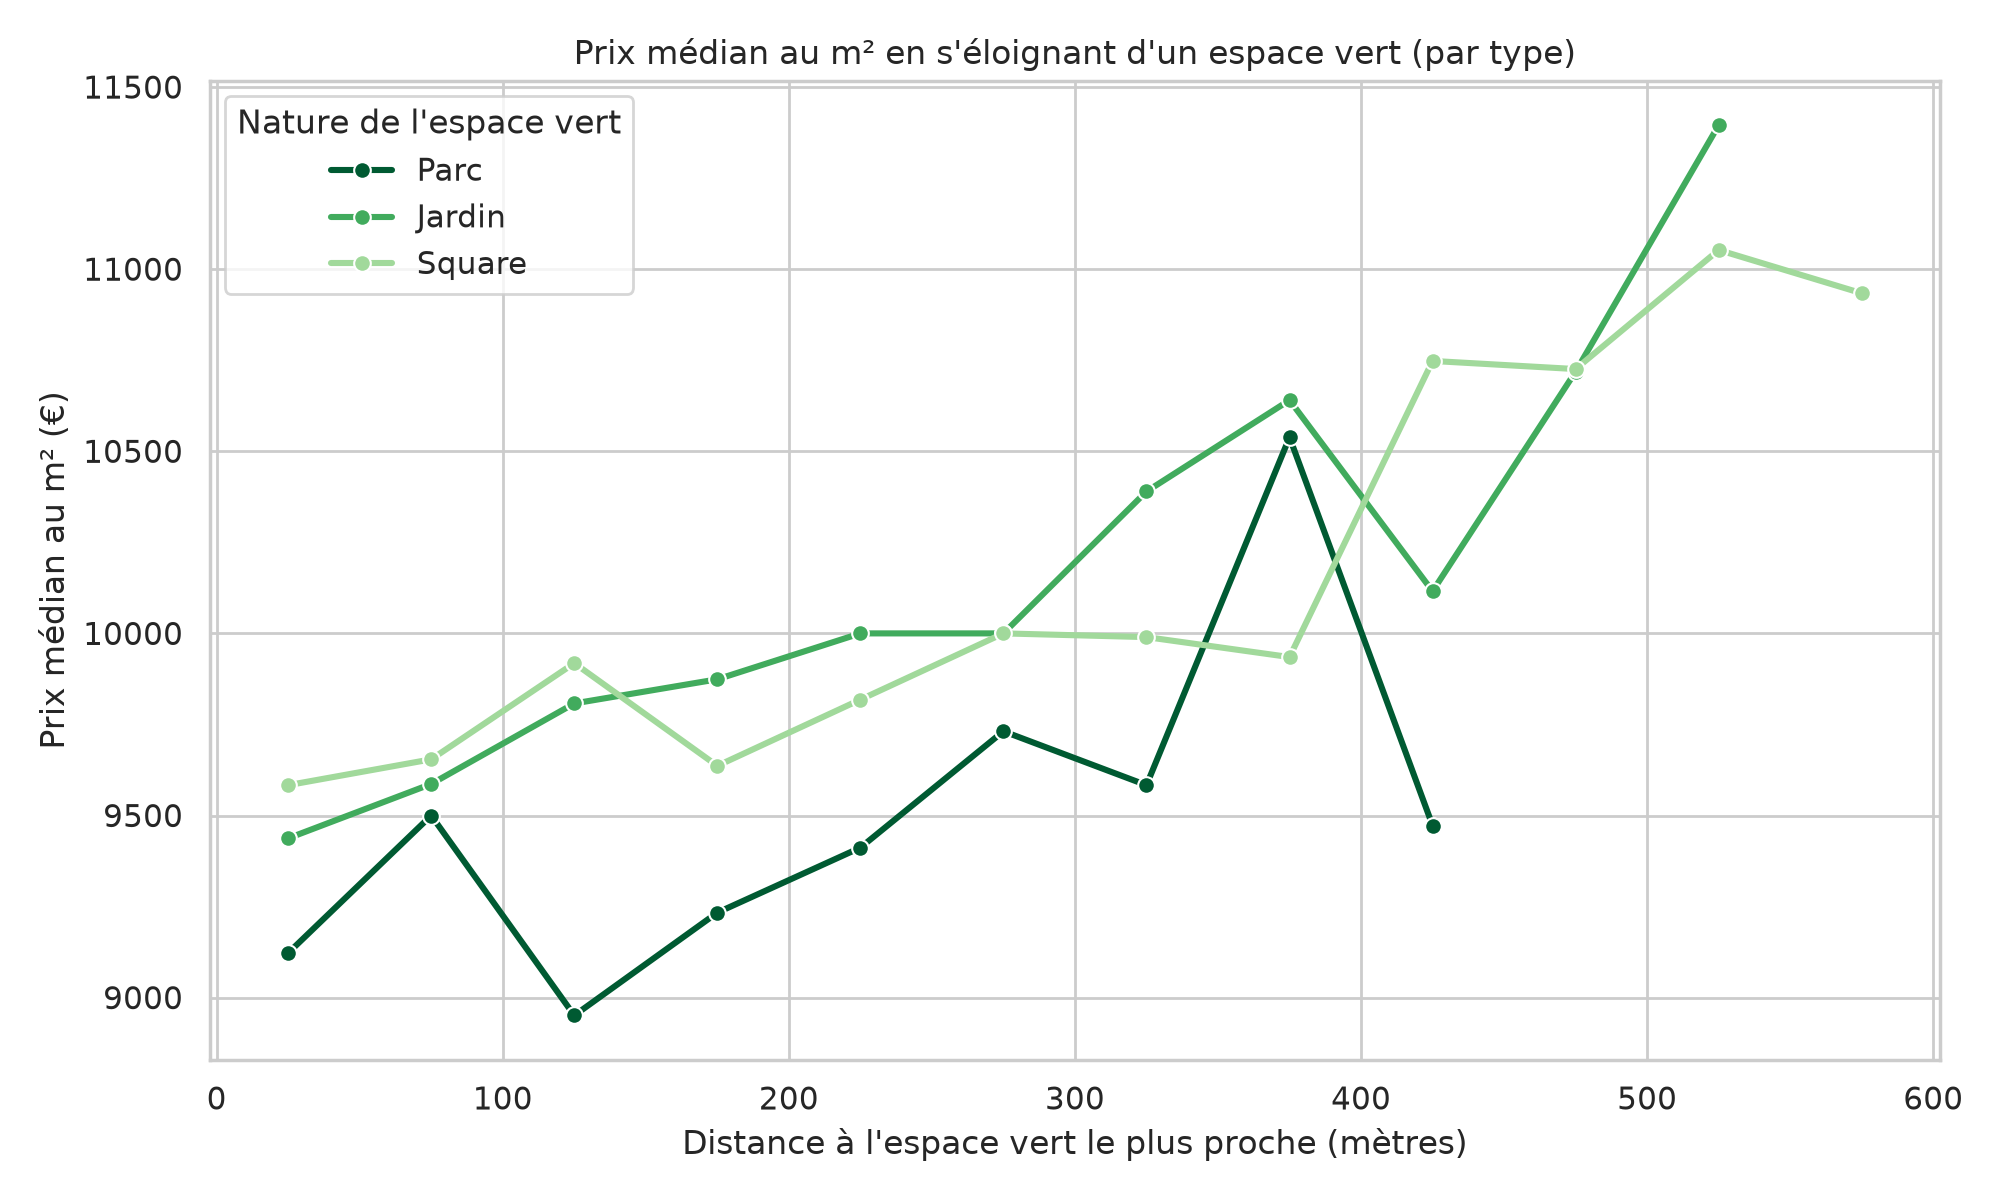 Prix médian au m² en s'éloignant d'un espace vert (par type)
Nature de l'espace vert
Parc
Jardin
Square
Prix médian au m² (€)
11500
11000
10500
10000
9500
9000
0 100 200 300 400 500 600
Distance à l'espace vert le plus proche (mètres)